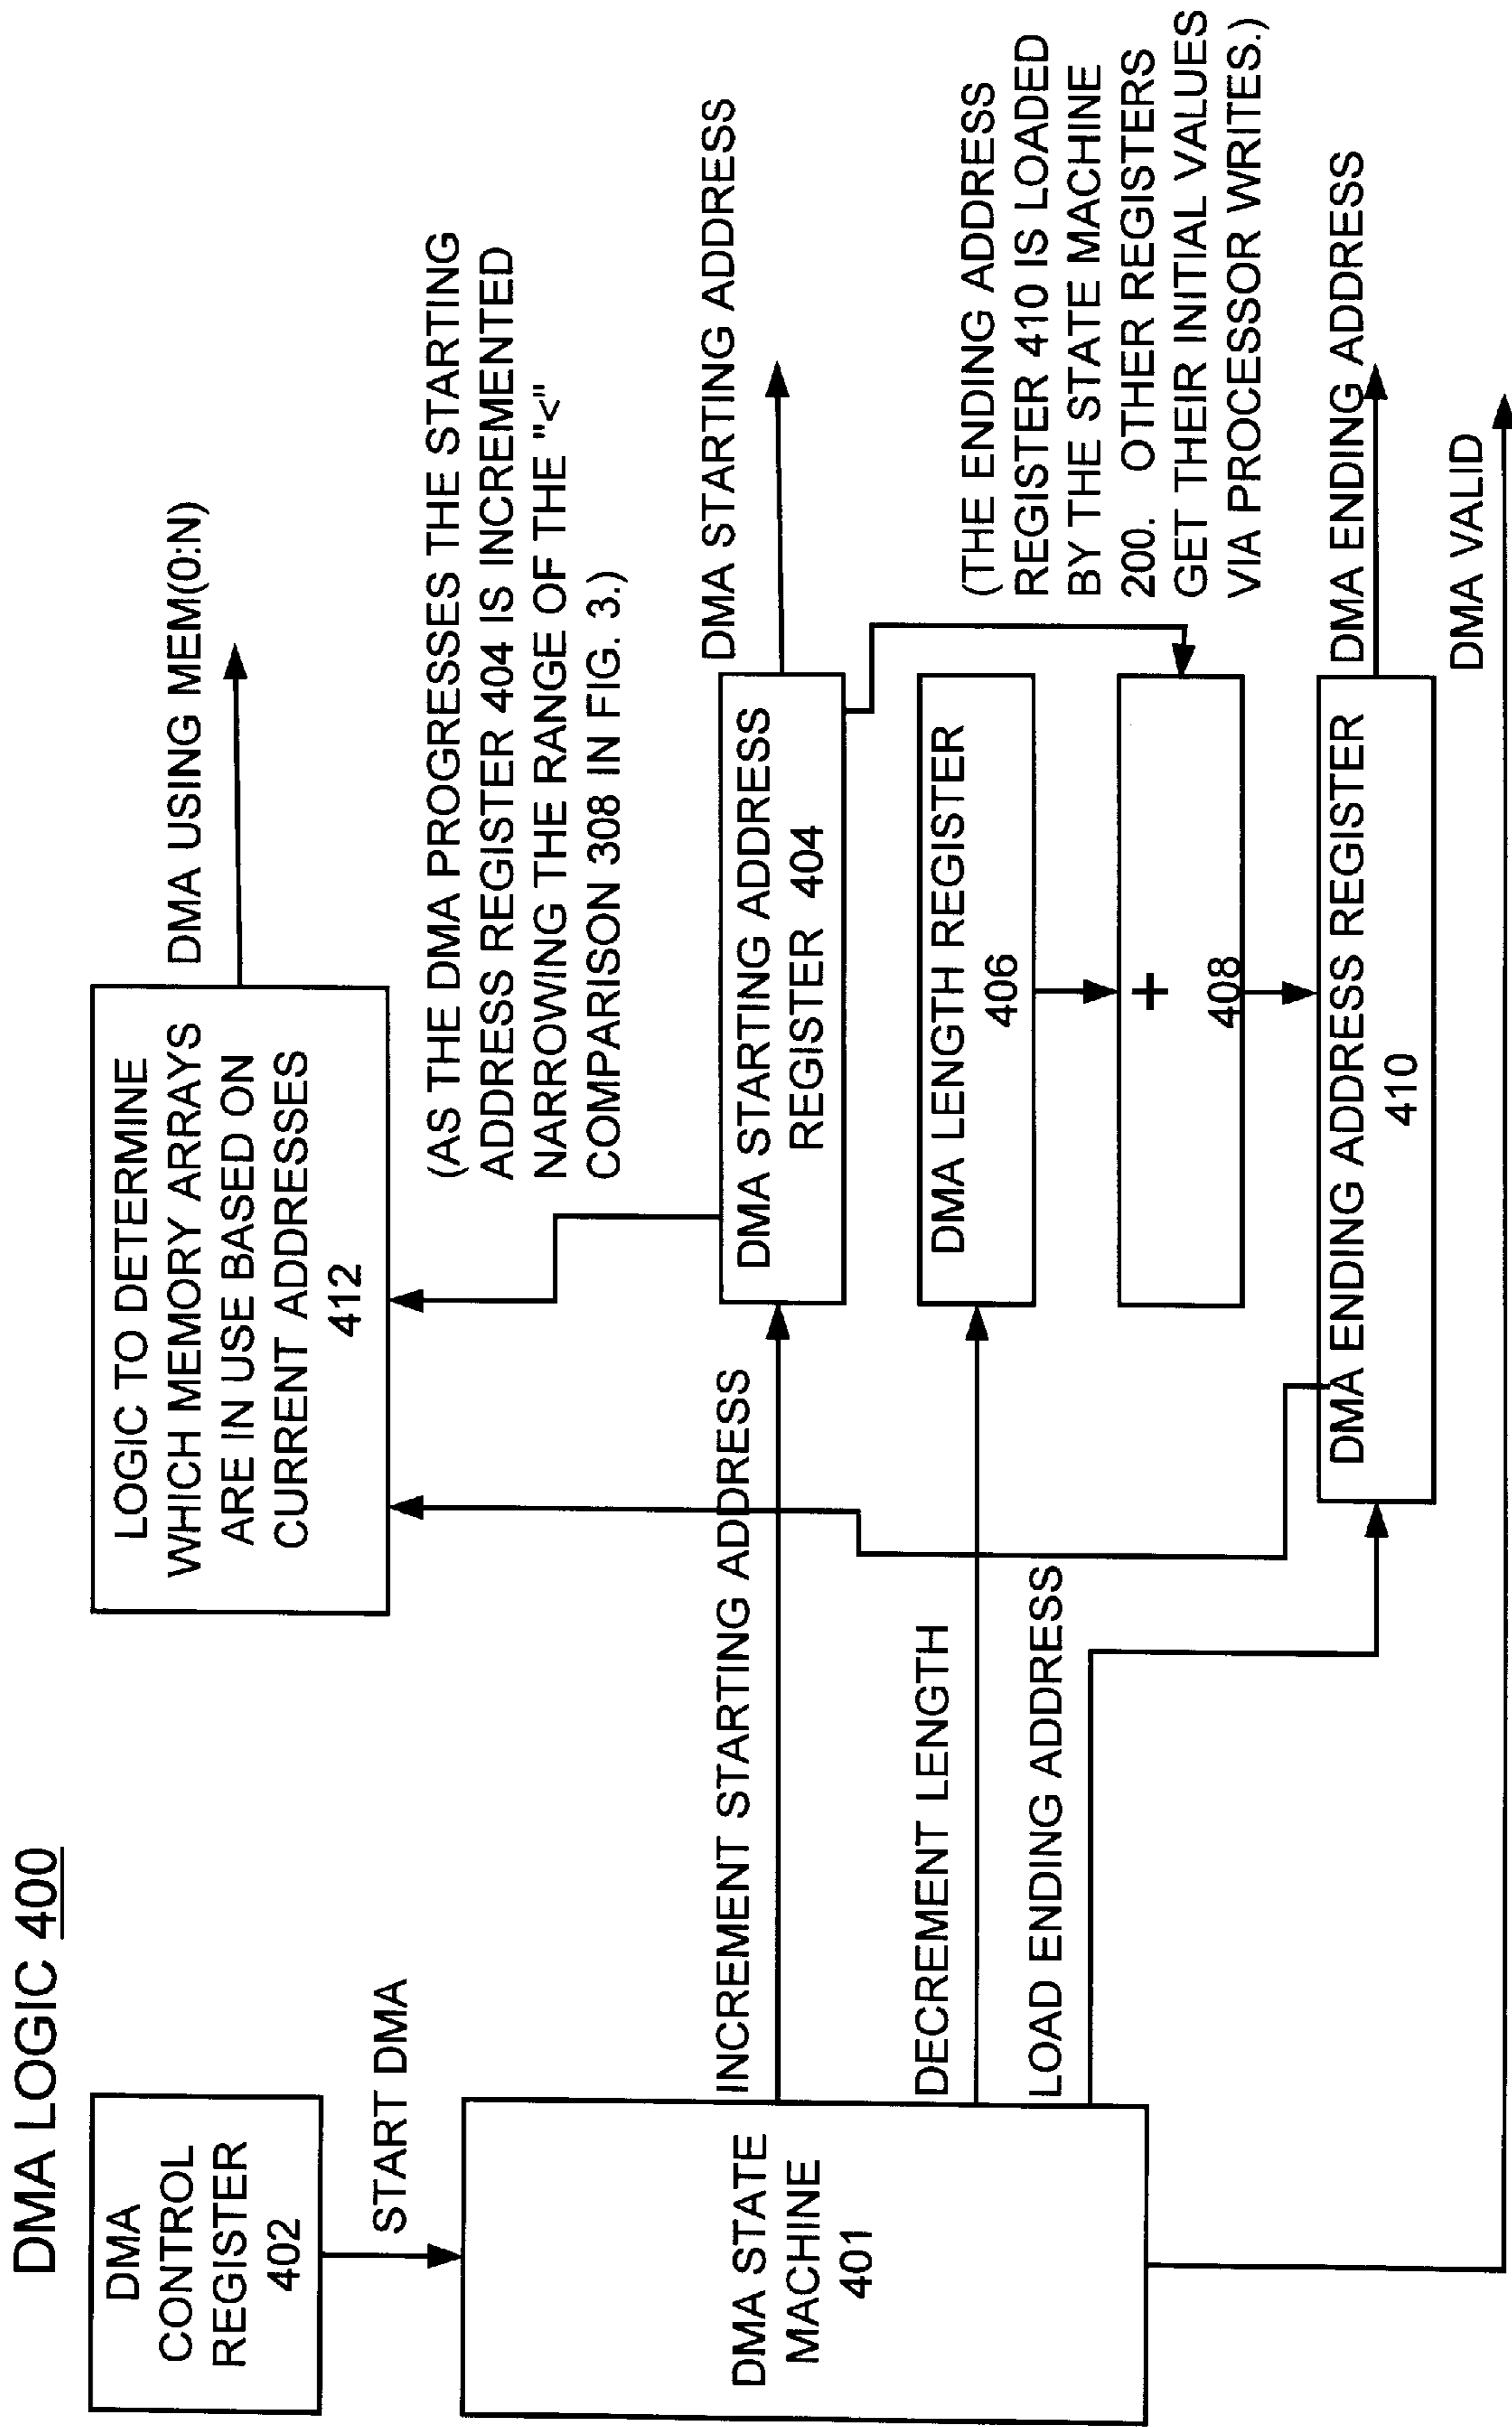 DMA LOGIC 400
DMA
CONTROL
REGISTER
402
START DMA
DMA STATE
MACHINE
401
LOGIC TO DETERMINE
WHICH MEMORY ARRAYS
ARE IN USE BASED ON
CURRENT ADDRESSES
412
DMA USING MEM(0:N)
(AS THE DMA PROGRESSES THE STARTING
ADDRESS REGISTER 404 IS INCREMENTED
NARROWING THE RANGE OF THE "<"
COMPARISON 308 IN FIG. 3.)
INCREMENT STARTING ADDRESS
DMA STARTING ADDRESS
REGISTER 404
DMA STARTING ADDRESS
DECREMENT LENGTH
DMA LENGTH REGISTER
406
LOAD ENDING ADDRESS
+
408
(THE ENDING ADDRESS
REGISTER 410 IS LOADED
BY THE STATE MACHINE
200. OTHER REGISTERS
GET THEIR INITIAL VALUES
VIA PROCESSOR WRITES.)
DMA ENDING ADDRESS REGISTER
410
DMA ENDING ADDRESS
DMA VALID